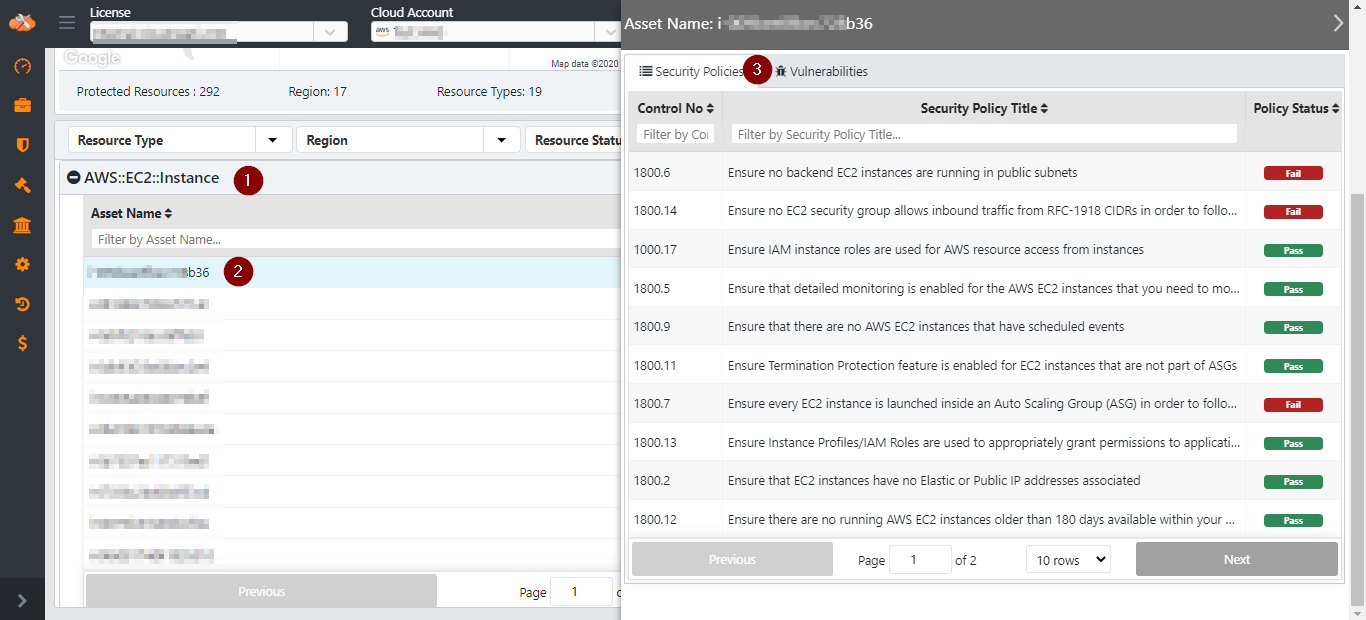 License
Cloud Account
aws
Google
Map data ©2020
Protected Resources : 292
Region: 17
Resource Types: 19
Resource Type
Region
Resource Statu
AWS::EC2::Instance
1
Asset Name
Filter by Asset Name...
b36
2
Previous
Page
1
Asset Name: i
b36
Security Policies
3
Vulnerabilities
Control No
Security Policy Title
Policy Status
Filter by Co
Filter by Security Policy Title...
1800.6 Ensure no backend EC2 instances are running in public subnets Fail
1800.14 Ensure no EC2 security group allows inbound traffic from RFC-1918 CIDRs in order to follo... Fail
1000.17 Ensure IAM instance roles are used for AWS resource access from instances Pass
1800.5 Ensure that detailed monitoring is enabled for the AWS EC2 instances that you need to mo... Pass
1800.9 Ensure that there are no AWS EC2 instances that have scheduled events Pass
1800.11 Ensure Termination Protection feature is enabled for EC2 instances that are not part of ASGs Pass
1800.7 Ensure every EC2 instance is launched inside an Auto Scaling Group (ASG) in order to follo... Fail
1800.13 Ensure Instance Profiles/IAM Roles are used to appropriately grant permissions to applicati... Pass
1800.2 Ensure that EC2 instances have no Elastic or Public IP addresses associated Pass
1800.12 Ensure there are no running AWS EC2 instances older than 180 days available within your ... Pass
Previous
Page 1 of 2
10 rows
Next